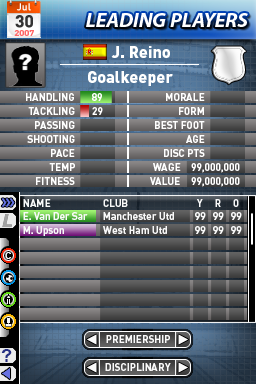 Jul
30
2007
LEADING PLAYERS
?
J. Reino
Goalkeeper
HANDLING 89 MORALE
TACKLING 29 FORM
PASSING BEST FOOT
SHOOTING AGE
PACE DISC PTS
TEMP WAGE 99,000,000
FITNESS VALUE 99,000,000
NAME CLUB Y R O
E. Van Der Sar Manchester Utd 99 99 99
M. Upson West Ham Utd 99 99 99
L
C
?
PREMIERSHIP
DISCIPLINARY